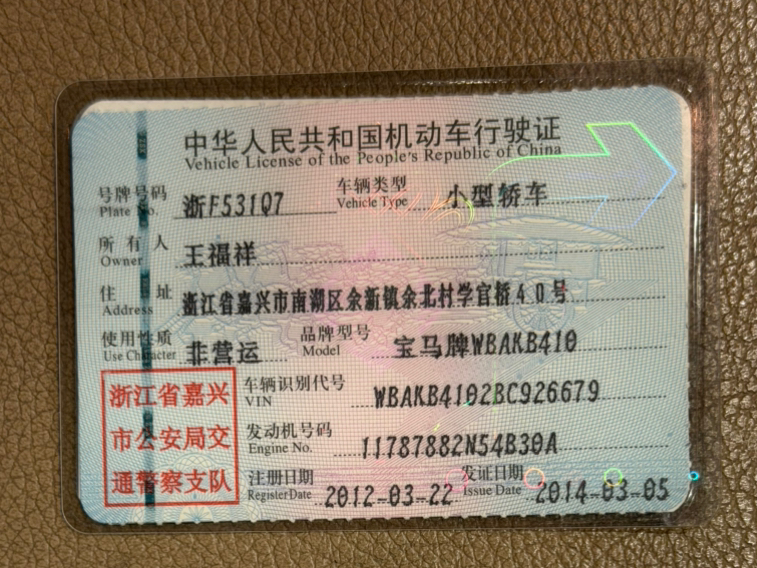 中华人民共和国机动车行驶证
Vehicle License of the People's Republic of China
号牌号码 浙F531Q7 车辆类型 小型轿车
Plate No. Vehicle Type
所有人 王福祥
Owner
住址 浙江省嘉兴市南湖区余新镇余北村学官桥40号
Address
使用性质 非营运 品牌型号 宝马牌WBAKB410
Use Character Model
浙江省嘉兴
市公安局交
通警察支队
车辆识别代号 WBAKB4102BC926679
VIN
发动机号码 11787882N54B30A
Engine No.
注册日期 2012-03-22 发证日期 2014-03-05
Register Date Issue Date